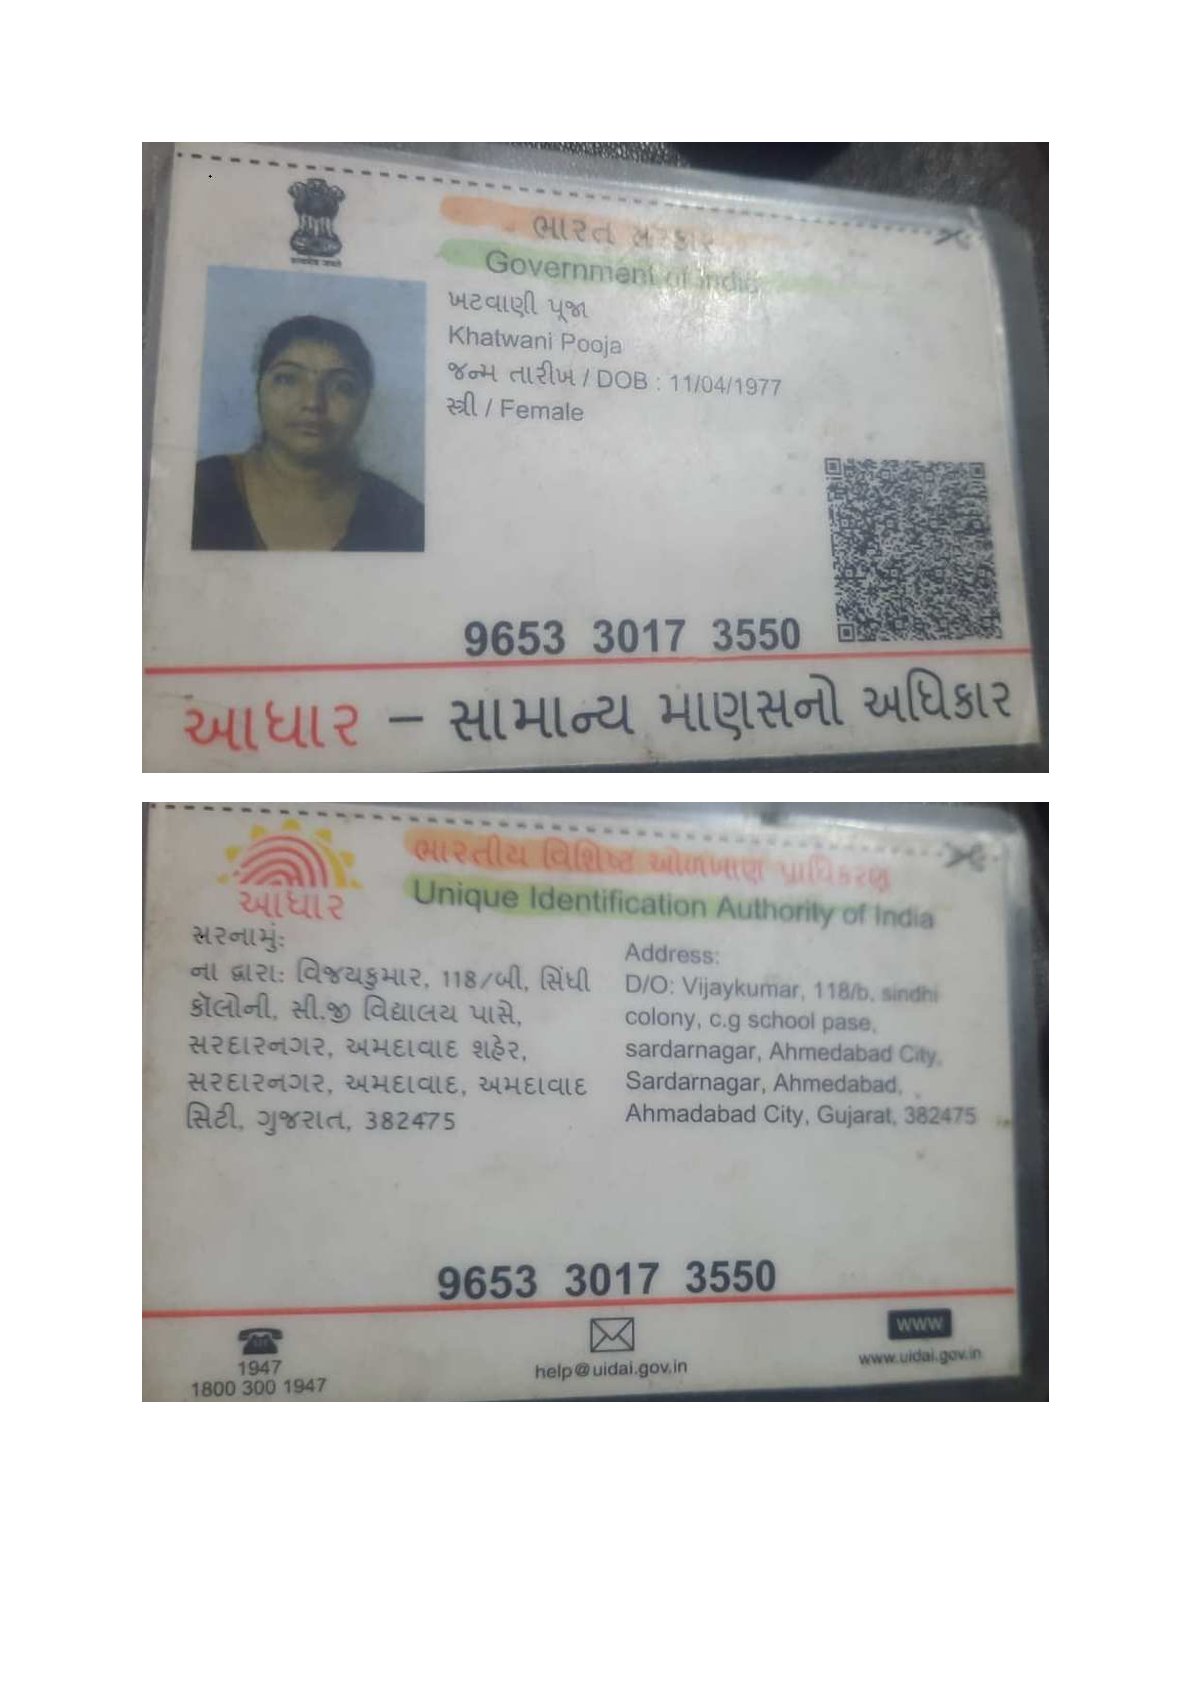 ભારત સરકાર
Government of India
ખટવાણી પૂજા
Khatwani Pooja
જન્મ તારીખ / DOB : 11/04/1977
સ્ત્રી / Female
9653 3017 3550
આધાર – સામાન્ય માણસનો અધિકાર
ભારતીય વિશિષ્ટ ઓળખાણ પ્રાધિકરણ
Unique Identification Authority of India
આધાર
સરનામું:
ના દ્વારા: વિજયકુમાર, 118/બી, સિંધી
કૉલોની, સી.જી વિદ્યાલય પાસે,
સરદારનગર, અમદાવાદ શહેર,
સરદારનગર, અમદાવાદ, અમદાવાદ
સિટી, ગુજરાત, 382475
Address:
D/O: Vijaykumar, 118/b, sindhi
colony, c.g school pase,
sardarnagar, Ahmedabad City,
Sardarnagar, Ahmedabad,
Ahmadabad City, Gujarat, 382475
9653 3017 3550
1947
1800 300 1947
help@uidai.gov.in
WWW
www.uidai.gov.in